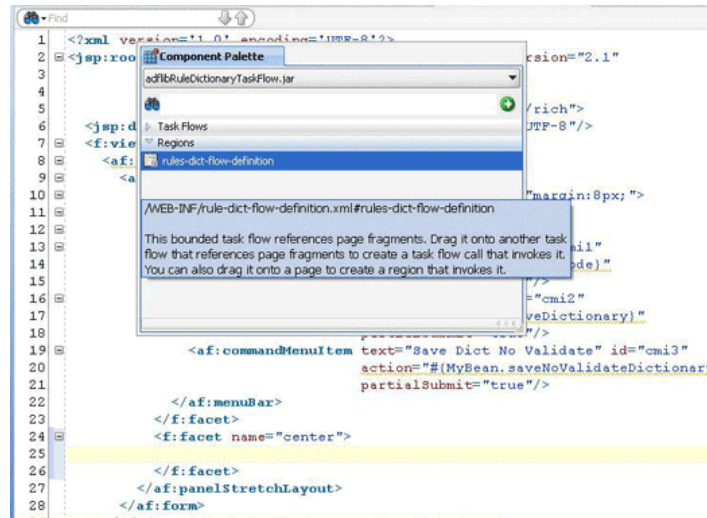 Find
1 <?xml version='1.0' encoding='UTF-8'?>
2 <jsp:roo rsion="2.1"
Component Palette
3
adflibRuleDictionaryTaskFlow.jar
4
5 /rich">
6 <jsp:d UTF-8"/>
Task Flows
7 <f:vie
Regions
8 <af:
rules-dict-flow-definition
9 <a
10 "margin:8px;">
11
/WEB-INF/rule-dict-flow-definition.xml#rules-dict-flow-definition
12
This bounded task flow references page fragments. Drag it onto another task
13 mi1"
flow that references page fragments to create a task flow call that invokes it.
14 ode}"
You can also drag it onto a page to create a region that invokes it.
15 "/>
16 ="cmi2"
17 veDictionary}"
18 "/>
19 <af:commandMenuItem text="Save Dict No Validate" id="cmi3"
20 action="#{MyBean.saveNoValidateDictionar
21 partialSubmit="true"/>
22 </af:menuBar>
23 </f:facet>
24 <f:facet name="center">
25
26 </f:facet>
27 </af:panelStretchLayout>
28 </af:form>